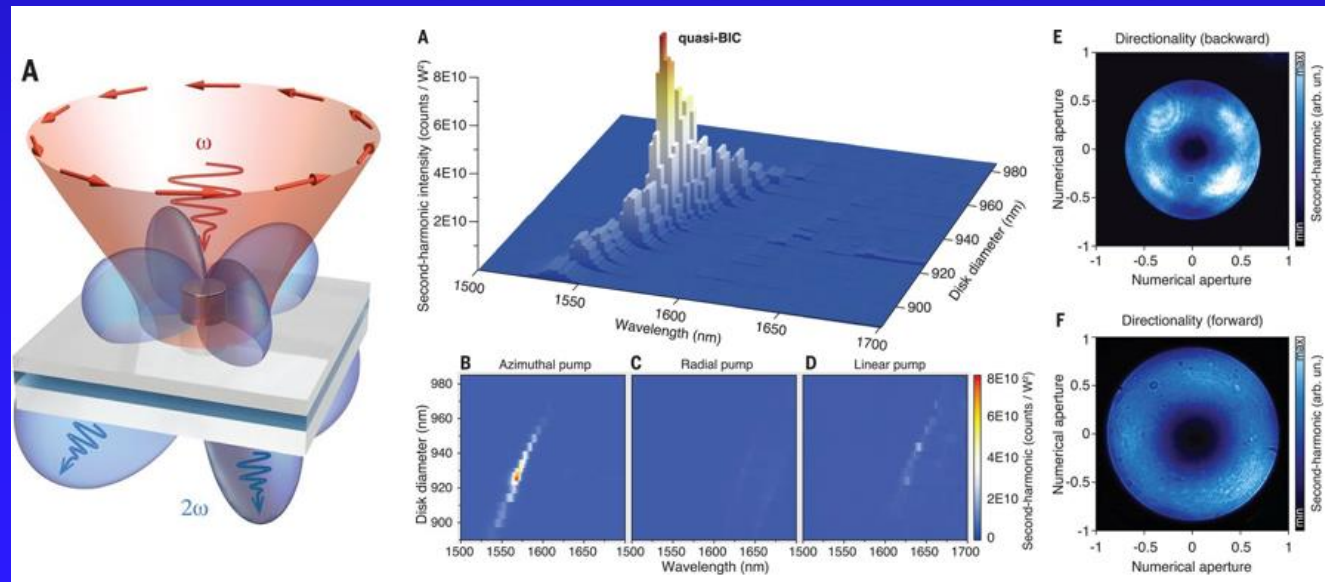 A
ω
2ω
A
quasi-BIC
Second-harmonic intensity (counts / W²)
8E10
6E10
4E10
2E10
1500
1550
1600
1650
1700
Wavelength (nm)
980
960
940
920
900
Disk diameter (nm)
B Azimuthal pump
C Radial pump
D Linear pump
Disk diameter (nm)
980
960
940
920
900
1500 1550 1600
1500 1550 1600
1500 1550 1600 1650 1700
Wavelength (nm)
8E10
6E10
4E10
2E10
0
Second-harmonic (counts / W²)
E Directionality (backward)
Numerical aperture
1
0.5
0
-0.5
-1
-1 -0.5 0 0.5 1
Numerical aperture
max
min
Second-harmonic (arb. un.)
F Directionality (forward)
Numerical aperture
1
0.5
0
-0.5
-1
-1 -0.5 0 0.5 1
Numerical aperture
max
min
Second-harmonic (arb. un.)